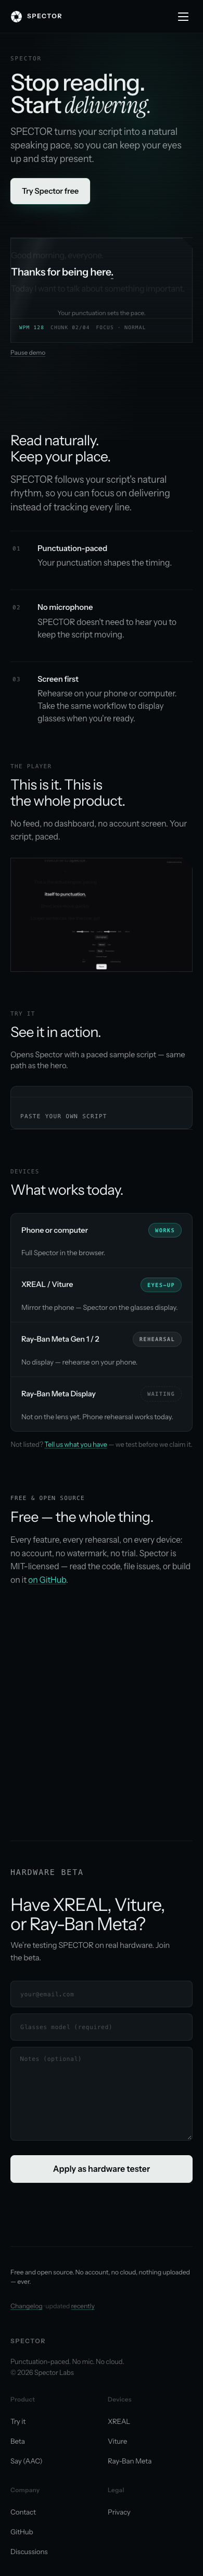 SPECTOR
SPECTOR
Stop reading.
Start delivering.
SPECTOR turns your script into a natural
speaking pace, so you can keep your eyes
up and stay present.
Try Spector free
Good morning, everyone.
Thanks for being here.
Today I want to talk about something important.
Your punctuation sets the pace.
WPM 128 CHUNK 02/04 FOCUS · NORMAL
Pause demo
Read naturally.
Keep your place.
SPECTOR follows your script's natural
rhythm, so you can focus on delivering
instead of tracking every line.
01
Punctuation-paced
Your punctuation shapes the timing.
02
No microphone
SPECTOR doesn't need to hear you to
keep the script moving.
03
Screen first
Rehearse on your phone or computer.
Take the same workflow to display
glasses when you're ready.
THE PLAYER
This is it. This is
the whole product.
No feed, no dashboard, no account screen. Your
script, paced.
itself to punctuation.
TRY IT
See it in action.
Opens Spector with a paced sample script — same
path as the hero.
PASTE YOUR OWN SCRIPT
DEVICES
What works today.
Phone or computer
WORKS
Full Spector in the browser.
XREAL / Viture
EYES-UP
Mirror the phone — Spector on the glasses display.
Ray-Ban Meta Gen 1 / 2
REHEARSAL
No display — rehearse on your phone.
Ray-Ban Meta Display
WAITING
Not on the lens yet. Phone rehearsal works today.
Not listed? Tell us what you have — we test before we claim it.
FREE & OPEN SOURCE
Free — the whole thing.
Every feature, every rehearsal, on every device:
no account, no watermark, no trial. Spector is
MIT-licensed — read the code, file issues, or build
on it on GitHub.
HARDWARE BETA
Have XREAL, Viture,
or Ray-Ban Meta?
We're testing SPECTOR on real hardware. Join
the beta.
your@email.com
Glasses model (required)
Notes (optional)
Apply as hardware tester
Free and open source. No account, no cloud, nothing uploaded
— ever.
Changelog · updated recently
SPECTOR
Punctuation-paced. No mic. No cloud.
© 2026 Spector Labs
Product
Try it
Beta
Say (AAC)
Devices
XREAL
Viture
Ray-Ban Meta
Company
Contact
GitHub
Discussions
Legal
Privacy